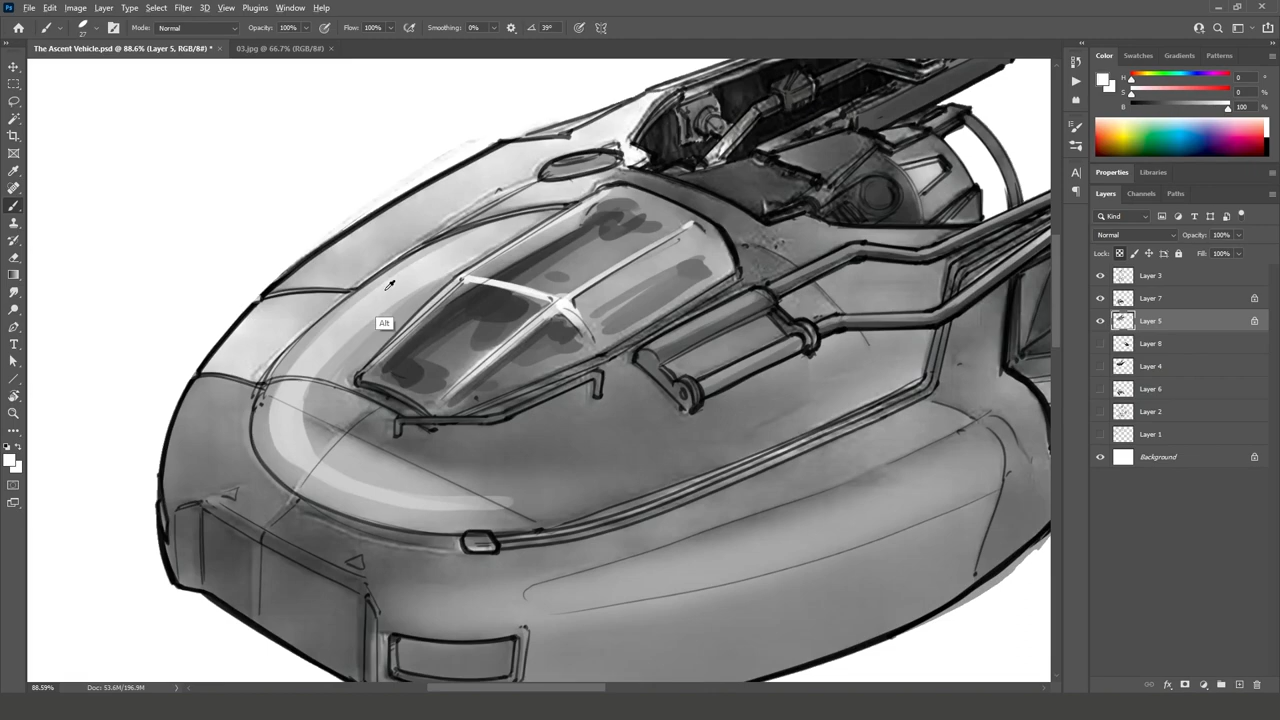 Ps File Edit Image Layer Type Select Filter 3D View Plugins Window Help
27 Mode: Normal Opacity: 100% Flow: 100% Smoothing: 0% 39°
The Ascent Vehicle.psd @ 88.6% (Layer 5, RGB/8#) * × 03.jpg @ 66.7% (RGB/8#) ×
Color Swatches Gradients Patterns
H 0 °
S 0 %
B 100 %
Properties Libraries
Layers Channels Paths
Kind
Normal Opacity: 100%
Lock: Fill: 100%
Layer 3
Layer 7
Layer 5
Layer 8
Layer 4
Layer 6
Layer 2
Layer 1
Background
Alt
88.59% Doc: 53.6M/196.9M
fx